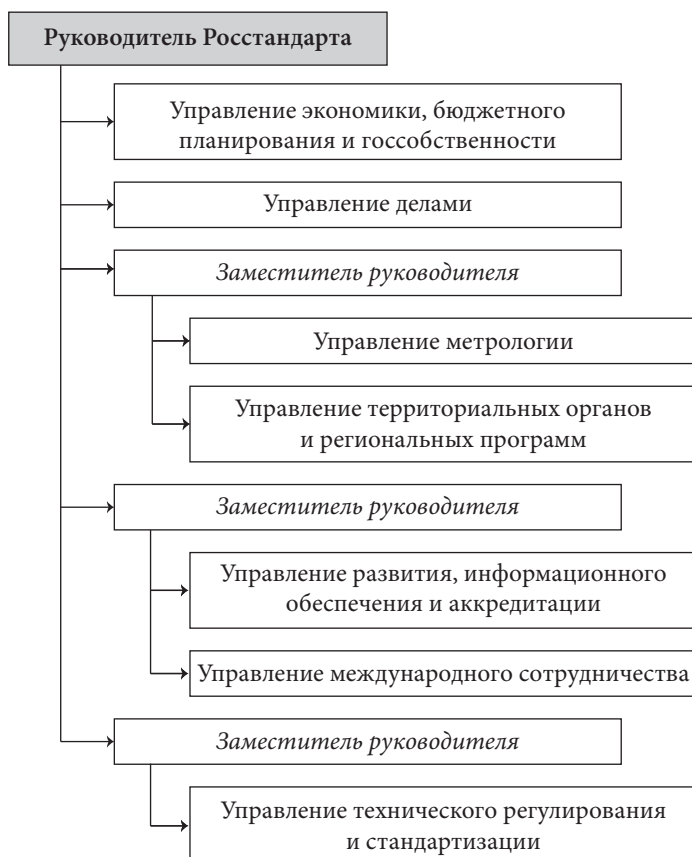 Руководитель Росстандарта
Управление экономики, бюджетного
планирования и госсобственности
Управление делами
Заместитель руководителя
Управление метрологии
Управление территориальных органов
и региональных программ
Заместитель руководителя
Управление развития, информационного
обеспечения и аккредитации
Управление международного сотрудничества
Заместитель руководителя
Управление технического регулирования
и стандартизации